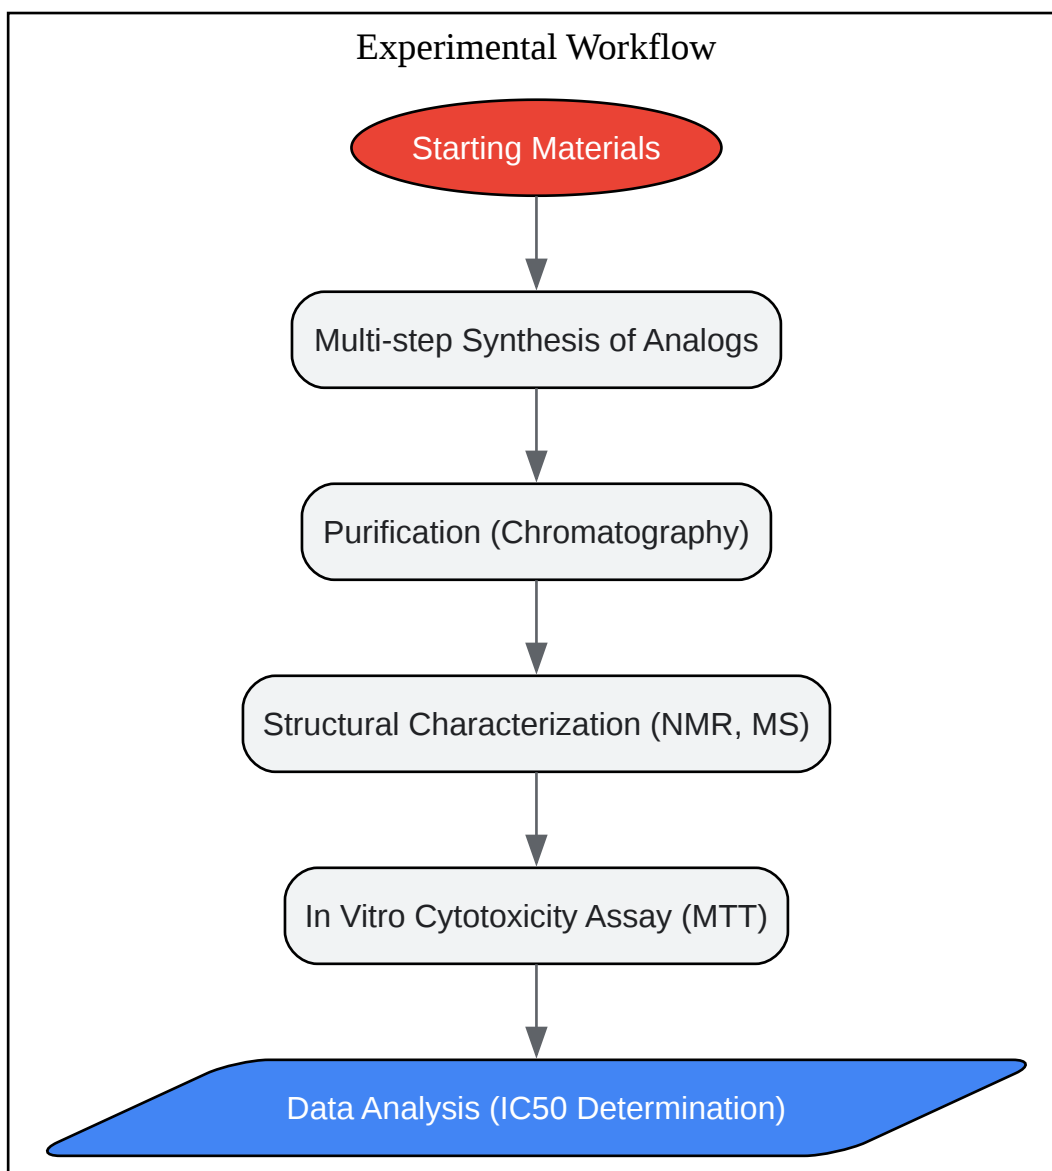 Experimental Workflow
Starting Materials
Multi-step Synthesis of Analogs
Purification (Chromatography)
Structural Characterization (NMR, MS)
In Vitro Cytotoxicity Assay (MTT)
Data Analysis (IC50 Determination)